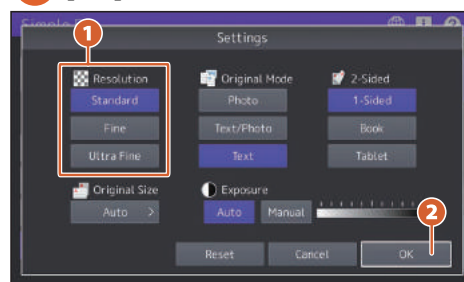 Simple
1
Settings
Resolution
Original Mode
2-Sided
Standard
Photo
1-Sided
Fine
Text/Photo
Book
Ultra Fine
Text
Tablet
Original Size
Exposure
Auto >
Auto
Manual
2
Reset
Cancel
OK